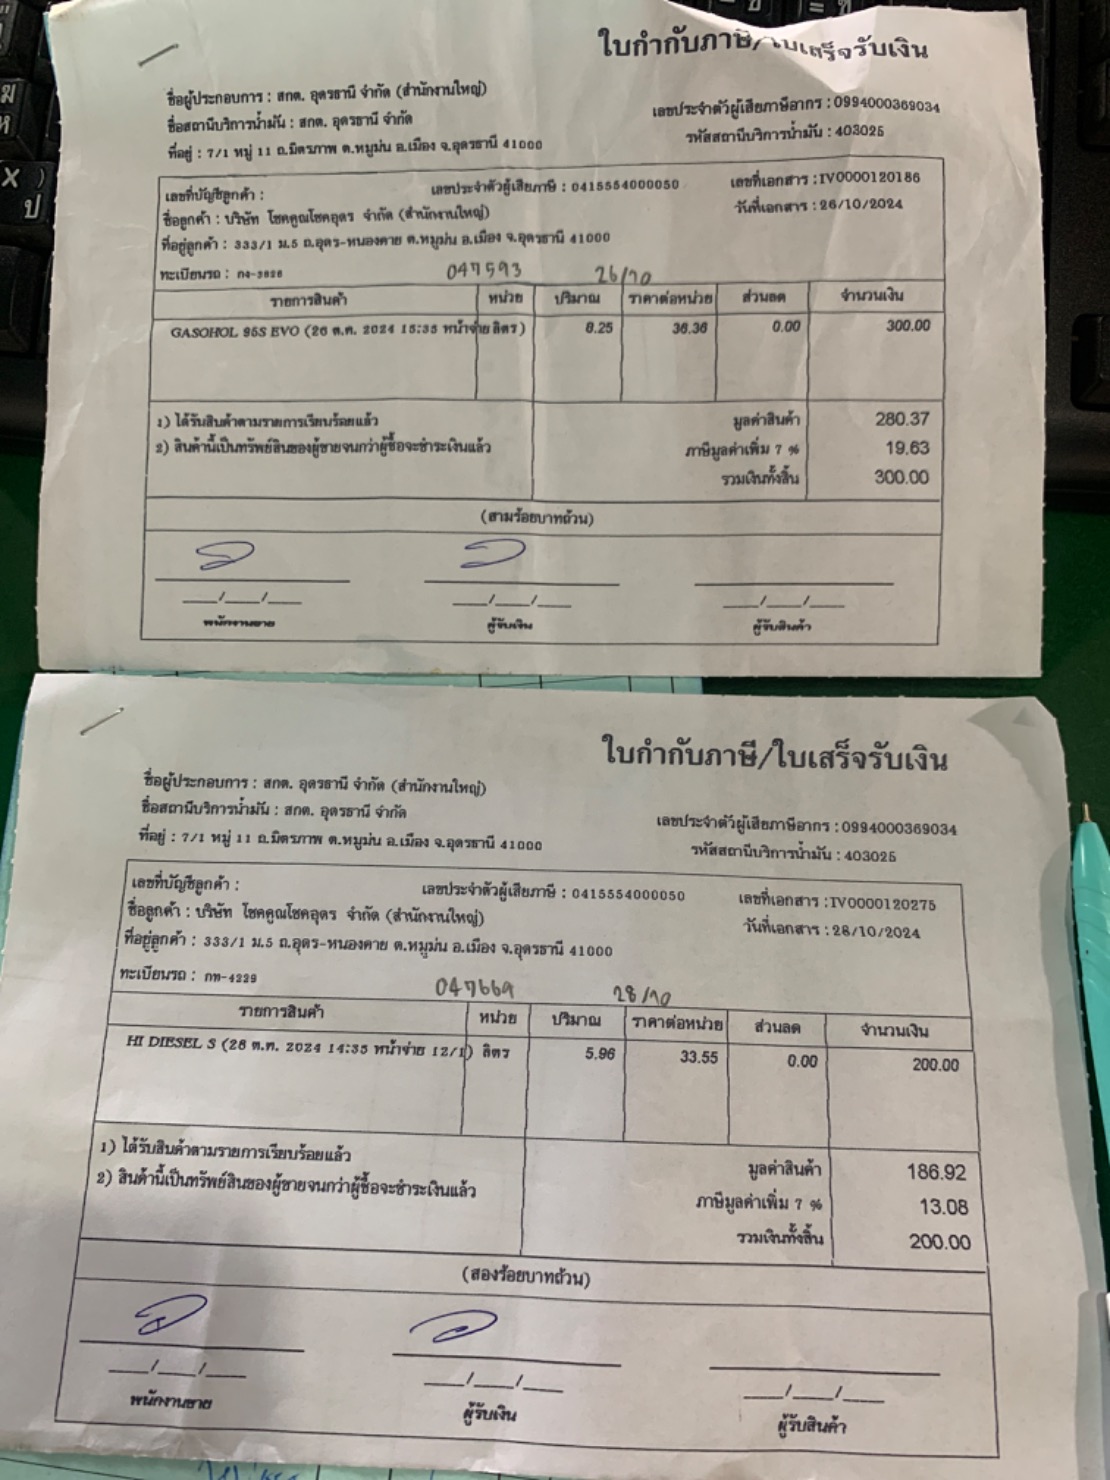 ใบกำกับภาษี/ใบเสร็จรับเงิน
ชื่อผู้ประกอบการ : สกต. อุดรธานี จำกัด (สำนักงานใหญ่)
ชื่อสถานีบริการน้ำมัน : สกต. อุดรธานี จำกัด
ที่อยู่ : 7/1 หมู่ 11 ถ.มิตรภาพ ต.หมูม่น อ.เมือง จ.อุดรธานี 41000
เลขประจำตัวผู้เสียภาษีอากร : 0994000369034
รหัสสถานีบริการน้ำมัน : 403025
เลขที่บัญชีลูกค้า : เลขประจำตัวผู้เสียภาษี : 0415554000050 เลขที่เอกสาร : IV0000120186
ชื่อลูกค้า : บริษัท โชคคูณโชคอุดร จำกัด (สำนักงานใหญ่) วันที่เอกสาร : 26/10/2024
ที่อยู่ลูกค้า : 333/1 ม.5 ถ.อุดร-หนองคาย ต.หมูม่น อ.เมือง จ.อุดรธานี 41000
ทะเบียนรถ : 047593 26/10
รายการสินค้า หน่วย ปริมาณ ราคาต่อหน่วย ส่วนลด จำนวนเงิน
GASOHOL 95S EVO (26 ต.ค. 2024 15:35 หน้าจ่าย ลิตร) 8.25 36.36 0.00 300.00
1) ได้รับสินค้าตามรายการเรียบร้อยแล้ว มูลค่าสินค้า 280.37
2) สินค้านี้เป็นทรัพย์สินของผู้ขายจนกว่าผู้ซื้อจะชำระเงินแล้ว ภาษีมูลค่าเพิ่ม 7 % 19.63
รวมเงินทั้งสิ้น 300.00
(สามร้อยบาทถ้วน)
___/___/___ ___/___/___ ___/___/___
พนักงานขาย ผู้รับเงิน ผู้รับสินค้า
ใบกำกับภาษี/ใบเสร็จรับเงิน
ชื่อผู้ประกอบการ : สกต. อุดรธานี จำกัด (สำนักงานใหญ่)
ชื่อสถานีบริการน้ำมัน : สกต. อุดรธานี จำกัด
ที่อยู่ : 7/1 หมู่ 11 ถ.มิตรภาพ ต.หมูม่น อ.เมือง จ.อุดรธานี 41000
เลขประจำตัวผู้เสียภาษีอากร : 0994000369034
รหัสสถานีบริการน้ำมัน : 403025
เลขที่บัญชีลูกค้า : เลขประจำตัวผู้เสียภาษี : 0415554000050 เลขที่เอกสาร : IV0000120275
ชื่อลูกค้า : บริษัท โชคคูณโชคอุดร จำกัด (สำนักงานใหญ่) วันที่เอกสาร : 28/10/2024
ที่อยู่ลูกค้า : 333/1 ม.5 ถ.อุดร-หนองคาย ต.หมูม่น อ.เมือง จ.อุดรธานี 41000
ทะเบียนรถ : กท-4229 047669 28/10
รายการสินค้า หน่วย ปริมาณ ราคาต่อหน่วย ส่วนลด จำนวนเงิน
HI DIESEL S (28 ต.ค. 2024 14:35 หน้าจ่าย 12/1) ลิตร 5.96 33.55 0.00 200.00
1) ได้รับสินค้าตามรายการเรียบร้อยแล้ว มูลค่าสินค้า 186.92
2) สินค้านี้เป็นทรัพย์สินของผู้ขายจนกว่าผู้ซื้อจะชำระเงินแล้ว ภาษีมูลค่าเพิ่ม 7 % 13.08
รวมเงินทั้งสิ้น 200.00
(สองร้อยบาทถ้วน)
___/___/___ ___/___/___ ___/___/___
พนักงานขาย ผู้รับเงิน ผู้รับสินค้า